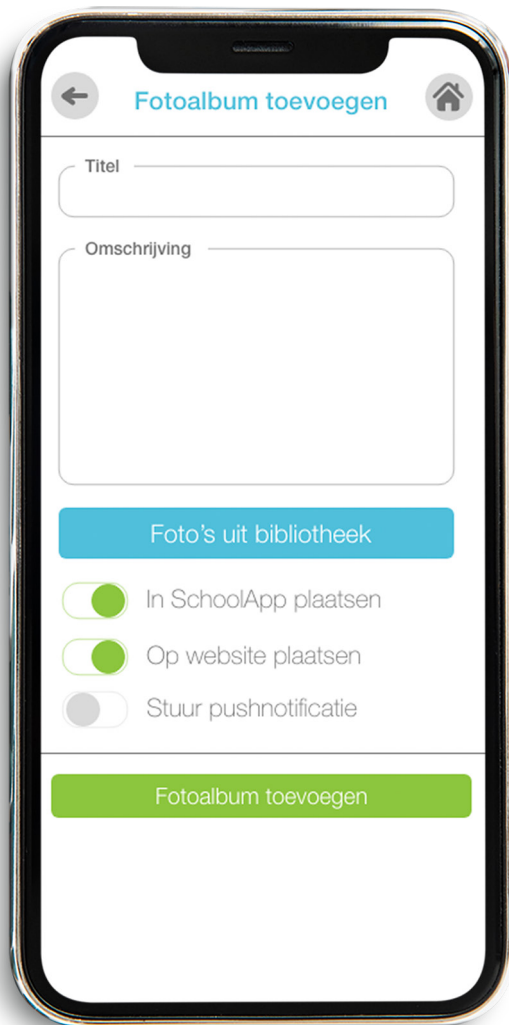 Fotoalbum toevoegen
Titel
Omschrijving
Foto's uit bibliotheek
In SchoolApp plaatsen
Op website plaatsen
Stuur pushnotificatie
Fotoalbum toevoegen